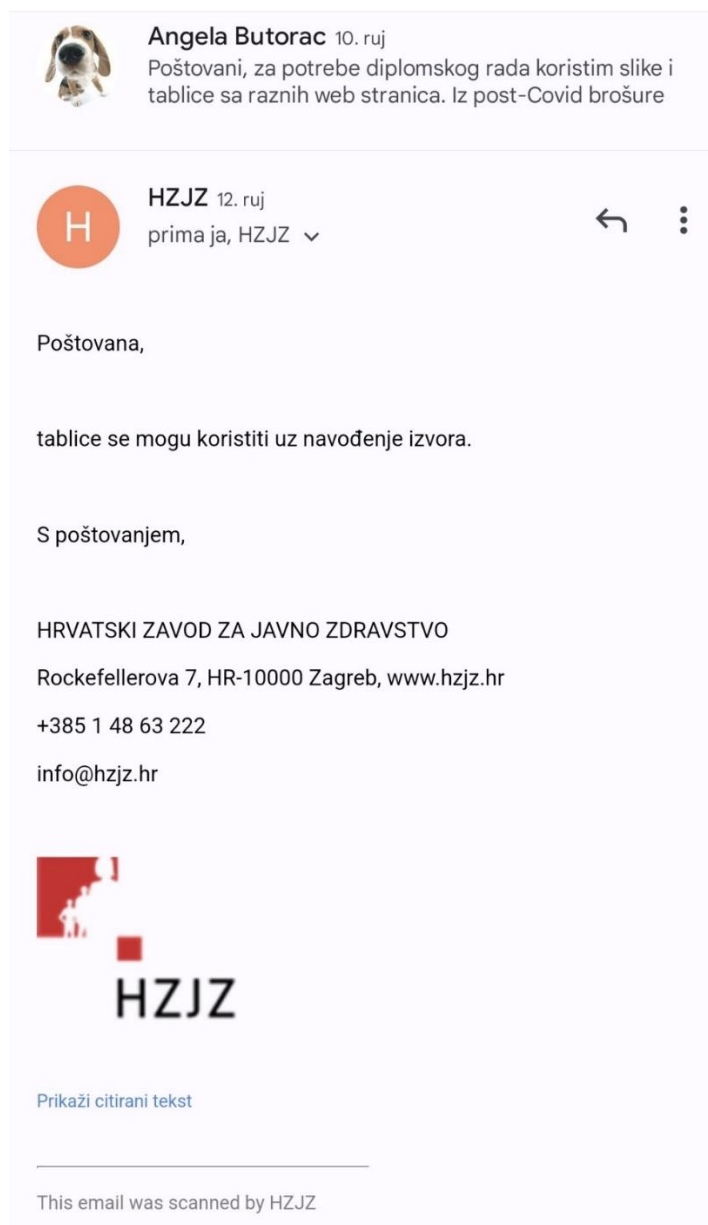 Angela Butorac 10. ruj
Poštovani, za potrebe diplomskog rada koristim slike i
tablice sa raznih web stranica. Iz post-Covid brošure
H
HZJZ 12. ruj
prima ja, HZJZ
Poštovana,
tablice se mogu koristiti uz navođenje izvora.
S poštovanjem,
HRVATSKI ZAVOD ZA JAVNO ZDRAVSTVO
Rockefellerova 7, HR-10000 Zagreb, www.hzjz.hr
+385 1 48 63 222
info@hzjz.hr
HZJZ
Prikaži citirani tekst
This email was scanned by HZJZ